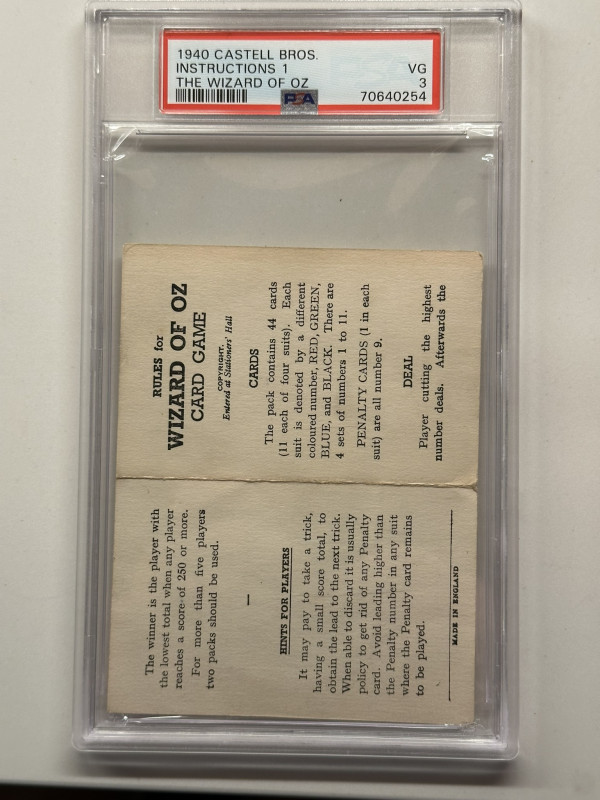 1940 CASTELL BROS.
INSTRUCTIONS 1
VG
THE WIZARD OF OZ
3
PSA
70640254
RULES for
WIZARD OF OZ
CARD GAME
COPYRIGHT.
Entered at Stationers' Hall
CARDS
The pack contains 44 cards
(11 each of four suits). Each
suit is denoted by a different
coloured number, RED, GREEN,
BLUE, and BLACK. There are
4 sets of numbers 1 to 11.
PENALTY CARDS (1 in each
suit) are all number 9.
DEAL
Player cutting the highest
number deals. Afterwards the
The winner is the player with
the lowest total when any player
reaches a score of 250 or more.
For more than five players
two packs should be used.
HINTS FOR PLAYERS
It may pay to take a trick,
having a small score total, to
obtain the lead to the next trick.
When able to discard it is usually
policy to get rid of any Penalty
card. Avoid leading higher than
the Penalty number in any suit
where the Penalty card remains
to be played.
MADE IN ENGLAND